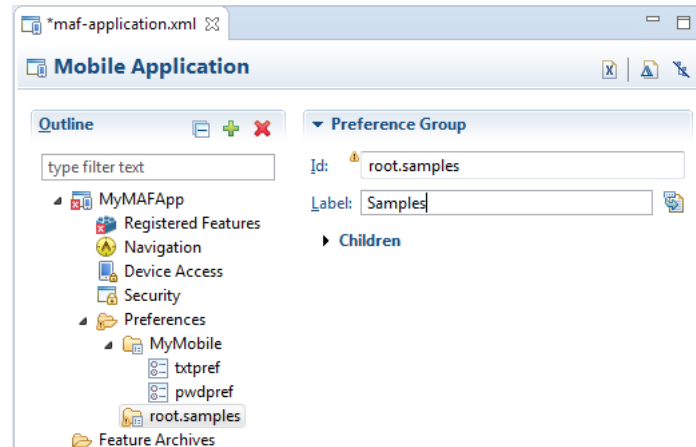 *maf-application.xml
Mobile Application
Outline
type filter text
MyMAFApp
Registered Features
Navigation
Device Access
Security
Preferences
MyMobile
txtpref
pwdpref
root.samples
Feature Archives
Preference Group
Id: root.samples
Label: Samples
Children